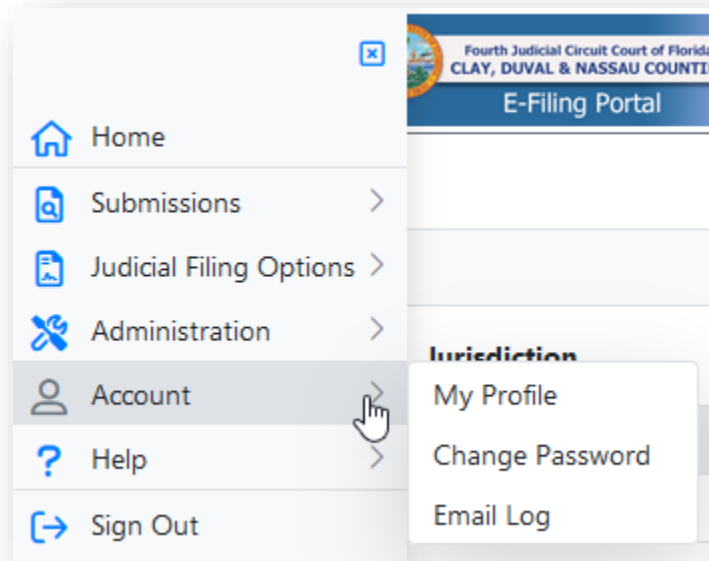 Fourth Judicial Circuit Court of Florida
CLAY, DUVAL & NASSAU
E-Filing Portal
Home
Submissions
Judicial Filing Options
Administration
Account
Help
Sign Out
Jurisdiction
My Profile
Change Password
Email Log